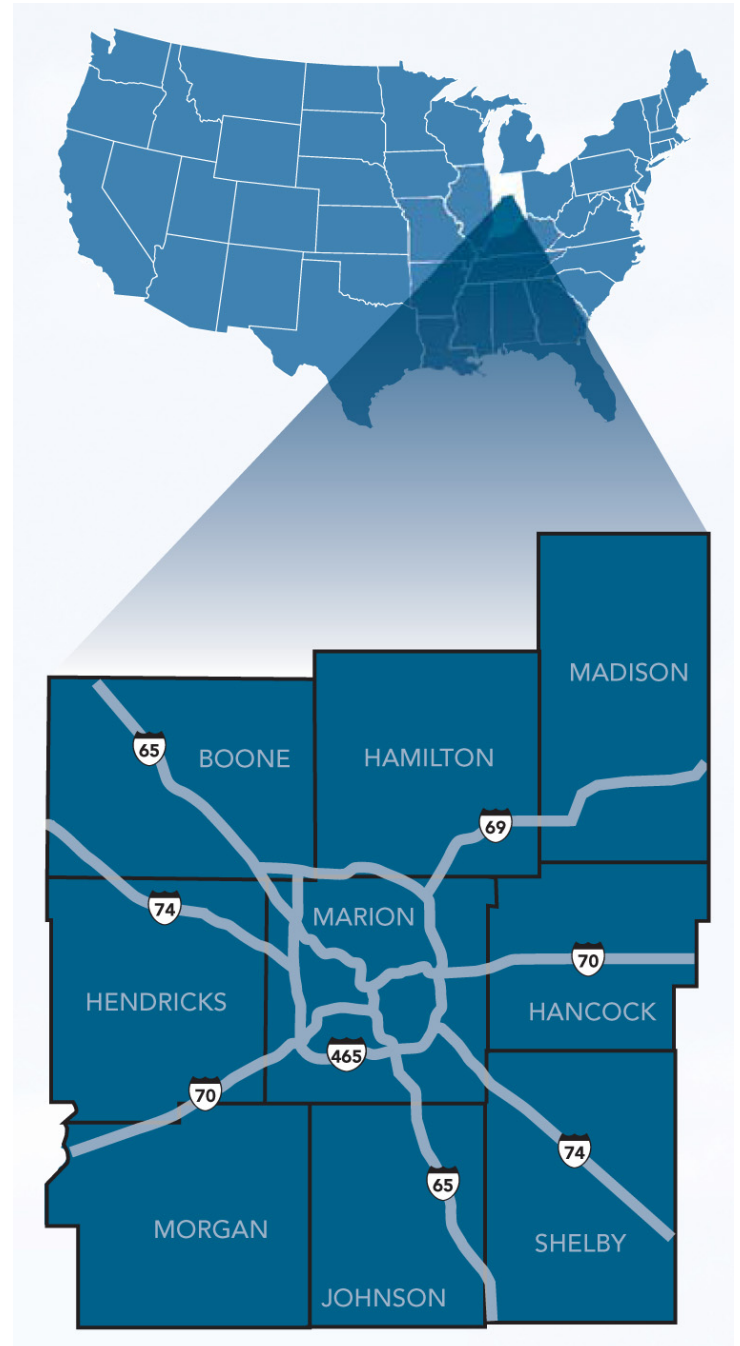 MADISON
65
BOONE
HAMILTON
69
74
MARION
70
HENDRICKS
HANCOCK
465
70
74
65
MORGAN
SHELBY
JOHNSON